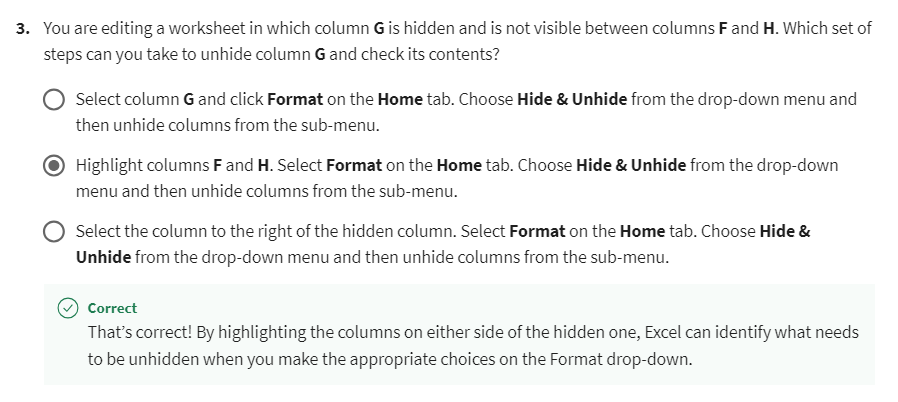 3. You are editing a worksheet in which column G is hidden and is not visible between columns F and H. Which set of
steps can you take to unhide column G and check its contents?
Select column G and click Format on the Home tab. Choose Hide & Unhide from the drop-down menu and
then unhide columns from the sub-menu.
Highlight columns F and H. Select Format on the Home tab. Choose Hide & Unhide from the drop-down
menu and then unhide columns from the sub-menu.
Select the column to the right of the hidden column. Select Format on the Home tab. Choose Hide &
Unhide from the drop-down menu and then unhide columns from the sub-menu.
Correct
That’s correct! By highlighting the columns on either side of the hidden one, Excel can identify what needs
to be unhidden when you make the appropriate choices on the Format drop-down.